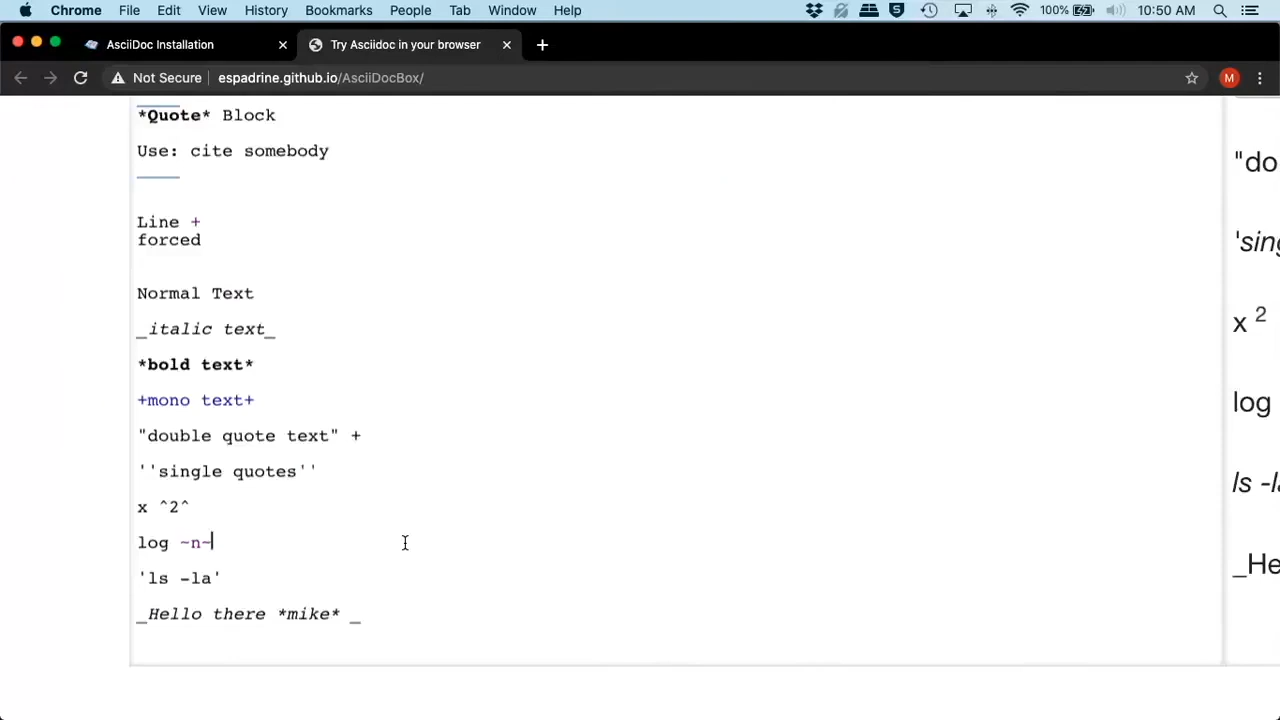 Chrome File Edit View History Bookmarks People Tab Window Help 100% 10:50 AM
AsciiDoc Installation Try Asciidoc in your browser
Not Secure espadrine.github.io/AsciiDocBox/ M
*Quote* Block
Use: cite somebody
Line +
forced
Normal Text
_italic text_
*bold text*
+mono text+
"double quote text" +
''single quotes''
x ^2^
log ~n~
'ls -la'
_Hello there *mike* _
"do
'sin
x 2
log
ls -l
_He